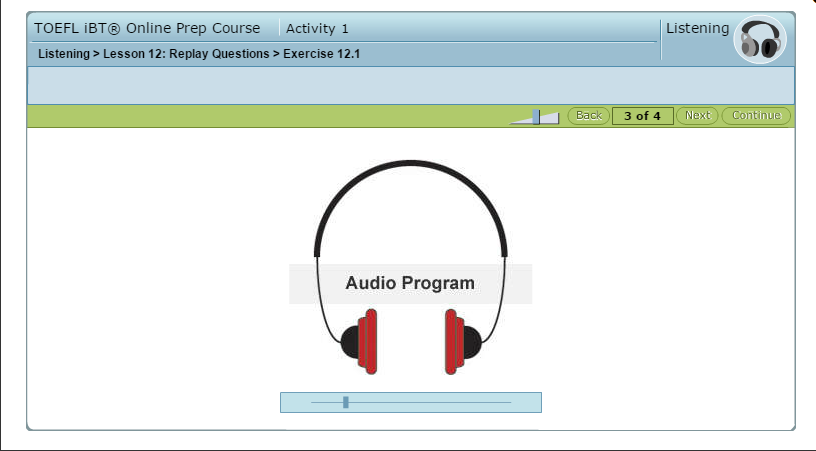 TOEFL iBT® Online Prep Course Activity 1 Listening
Listening > Lesson 12: Replay Questions > Exercise 12.1
Back 3 of 4 Next Continue
Audio Program